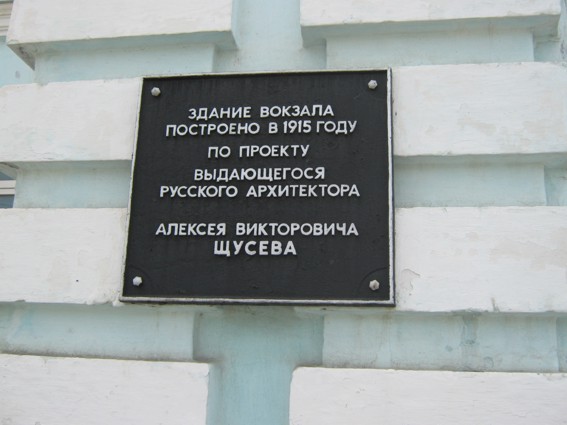 ЗДАНИЕ ВОКЗАЛА
ПОСТРОЕНО В 1915 ГОДУ
ПО ПРОЕКТУ
ВЫДАЮЩЕГОСЯ
РУССКОГО АРХИТЕКТОРА
АЛЕКСЕЯ ВИКТОРОВИЧА
ЩУСЕВА